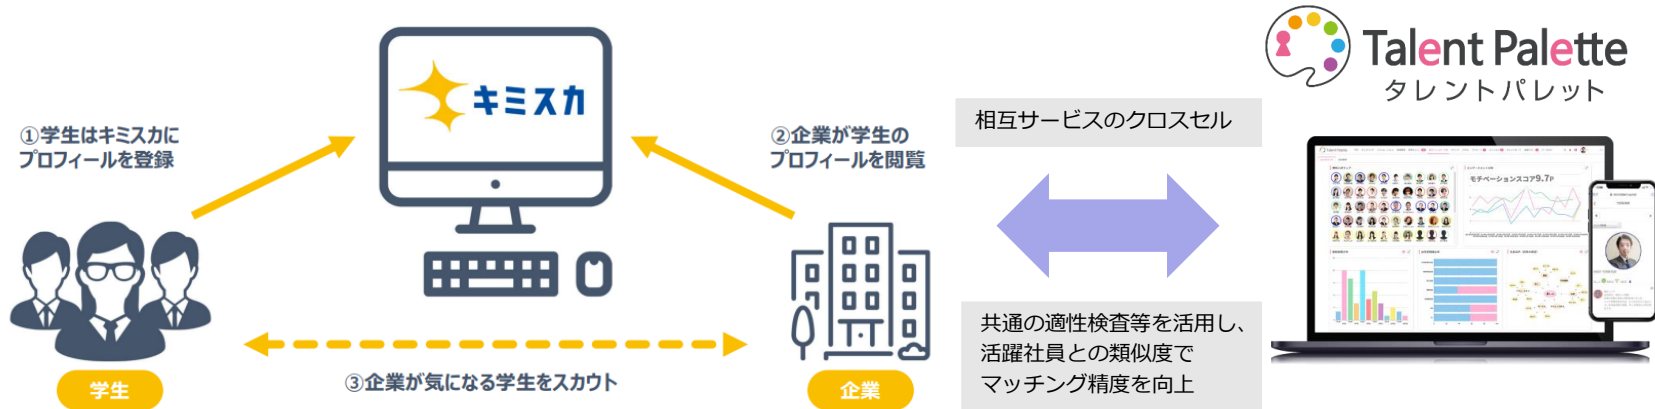 キミスカ
①学生はキミスカに
プロフィールを登録
②企業が学生の
プロフィールを閲覧
③企業が気になる学生をスカウト
学生
企業
相互サービスのクロスセル
共通の適性検査等を活用し、
活躍社員との類似度で
マッチング精度を向上
Talent Palette
タレントパレット
Talent Palette
モチベーションスコア9.7P